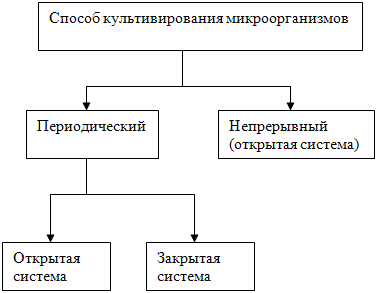 Способ культивирования микроорганизмов
Периодический
Непрерывный
(открытая система)
Открытая
система
Закрытая
система